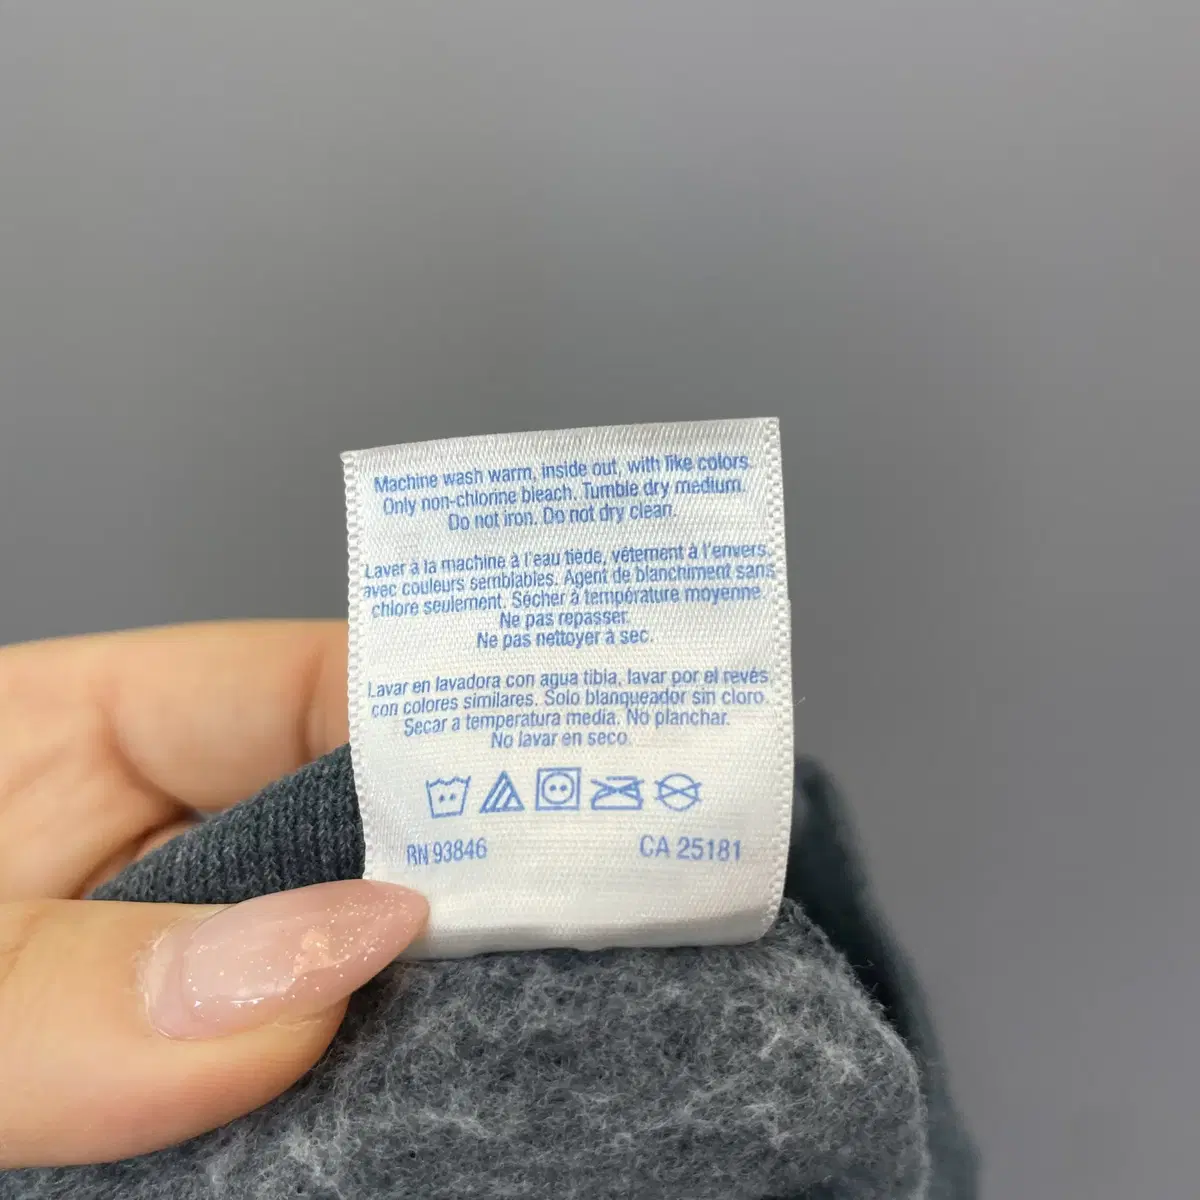 Machine wash warm, inside out, with like colors.
Only non-chlorine bleach. Tumble dry medium.
Do not iron. Do not dry clean.
Laver à la machine à l'eau tiède, vêtement à l'envers,
avec couleurs semblables. Agent de blanchiment sans
chlore seulement. Sécher à température moyenne.
Ne pas repasser.
Ne pas nettoyer à sec.
Lavar en lavadora con agua tibia, lavar por el revés,
con colores similares. Solo blanqueador sin cloro.
Secar a temperatura media. No planchar.
No lavar en seco.
RN 93846 CA 25181